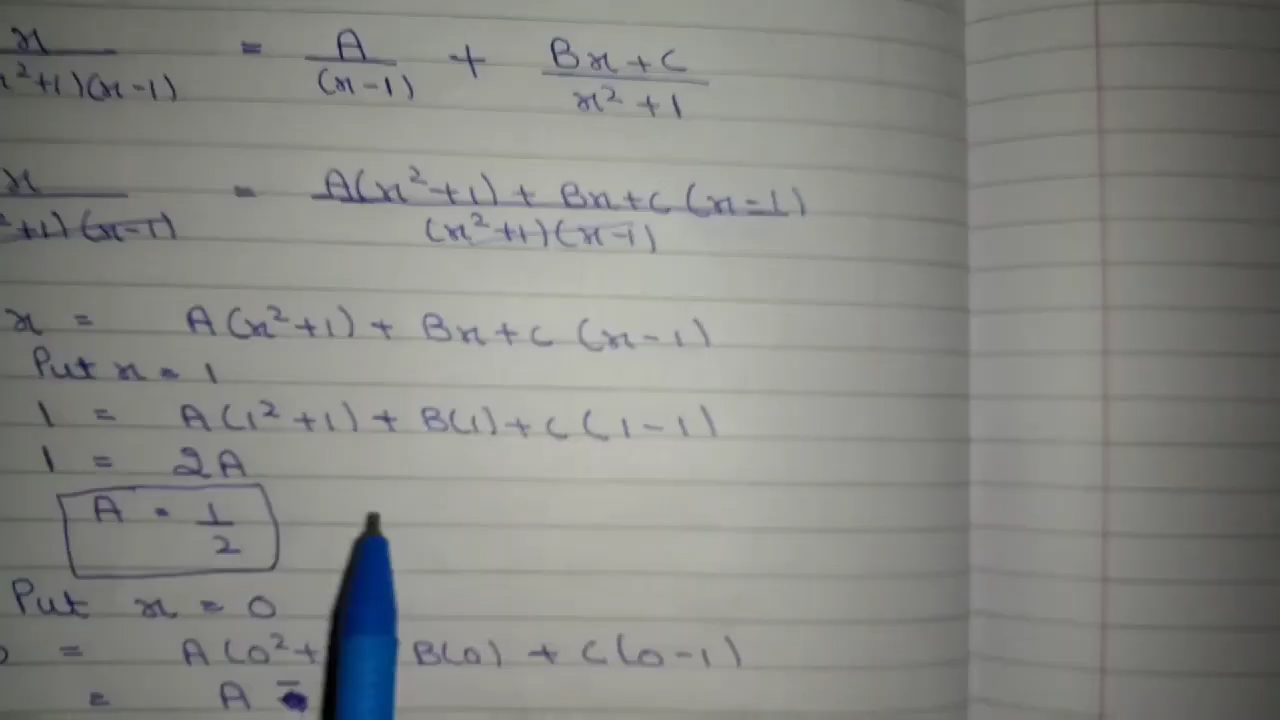 x/(x²+1)(x-1) = A/(x-1) + Bx+C/x²+1
x/²+1)(x-1) = A(x²+1) + Bx+C (x-1)/(x²+1)(x-1)
x = A(x²+1) + Bx+C (x-1)
Put x = 1
1 = A(1²+1) + B(1)+C(1-1)
1 = 2A
A = 1/2
Put x = 0
0 = A(0²+ B(0) + C(0-1)
= A -